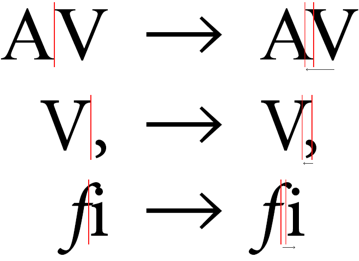 AV → AV
V, → V,
fi → fi